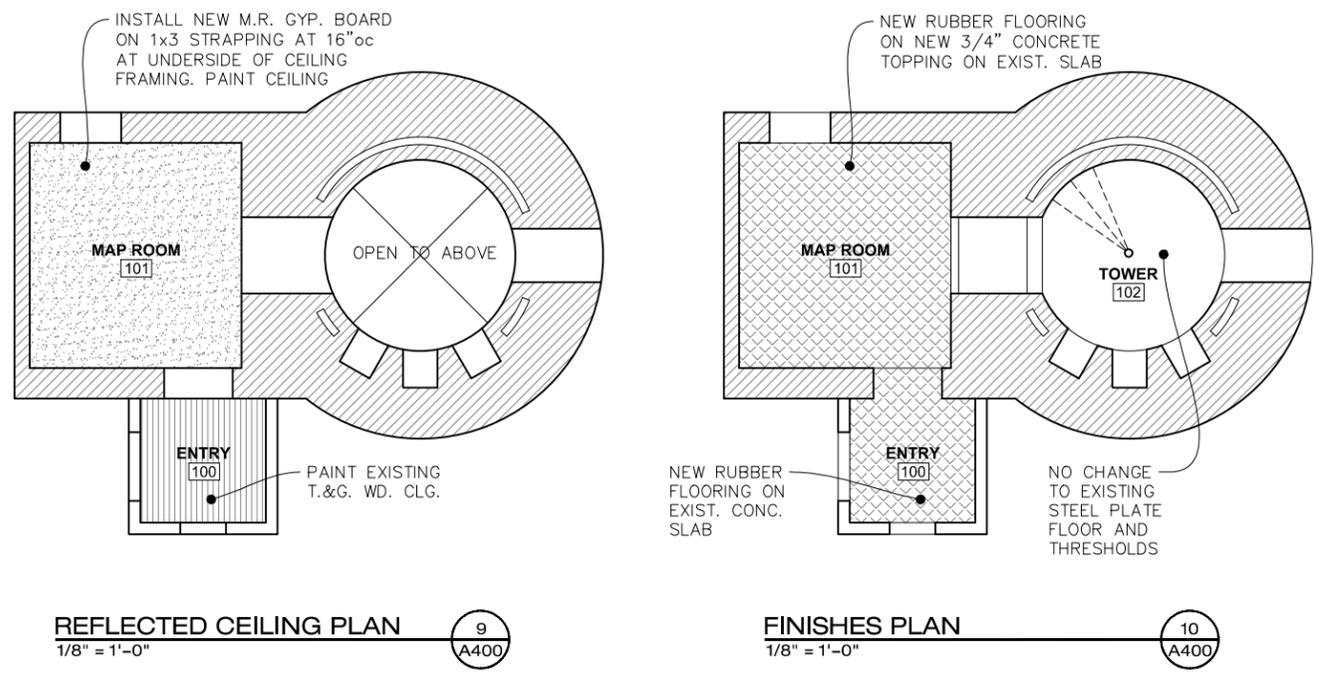 INSTALL NEW M.R. GYP. BOARD
ON 1x3 STRAPPING AT 16"oc
AT UNDERSIDE OF CEILING
FRAMING. PAINT CEILING
MAP ROOM
101
OPEN TO ABOVE
ENTRY
100
PAINT EXISTING
T.&G. WD. CLG.
REFLECTED CEILING PLAN
1/8" = 1'-0"
9
A400
NEW RUBBER FLOORING
ON NEW 3/4" CONCRETE
TOPPING ON EXIST. SLAB
MAP ROOM
101
TOWER
102
ENTRY
100
NEW RUBBER
FLOORING ON
EXIST. CONC.
SLAB
NO CHANGE
TO EXISTING
STEEL PLATE
FLOOR AND
THRESHOLDS
FINISHES PLAN
1/8" = 1'-0"
10
A400